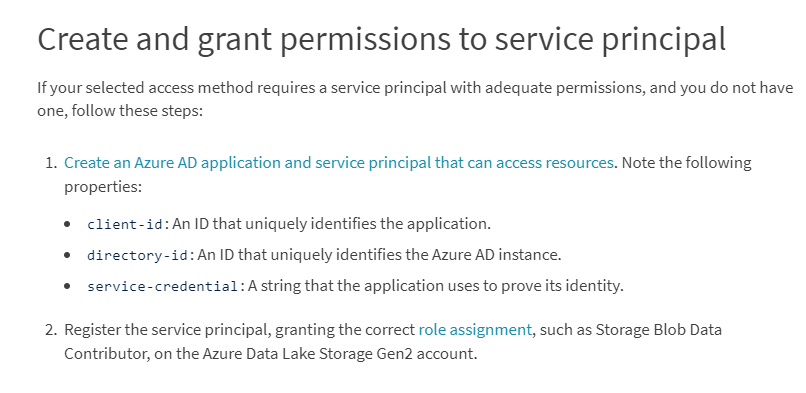 Create and grant permissions to service principal
If your selected access method requires a service principal with adequate permissions, and you do not have
one, follow these steps:
1. Create an Azure AD application and service principal that can access resources. Note the following
properties:
• client-id: An ID that uniquely identifies the application.
• directory-id: An ID that uniquely identifies the Azure AD instance.
• service-credential: A string that the application uses to prove its identity.
2. Register the service principal, granting the correct role assignment, such as Storage Blob Data
Contributor, on the Azure Data Lake Storage Gen2 account.